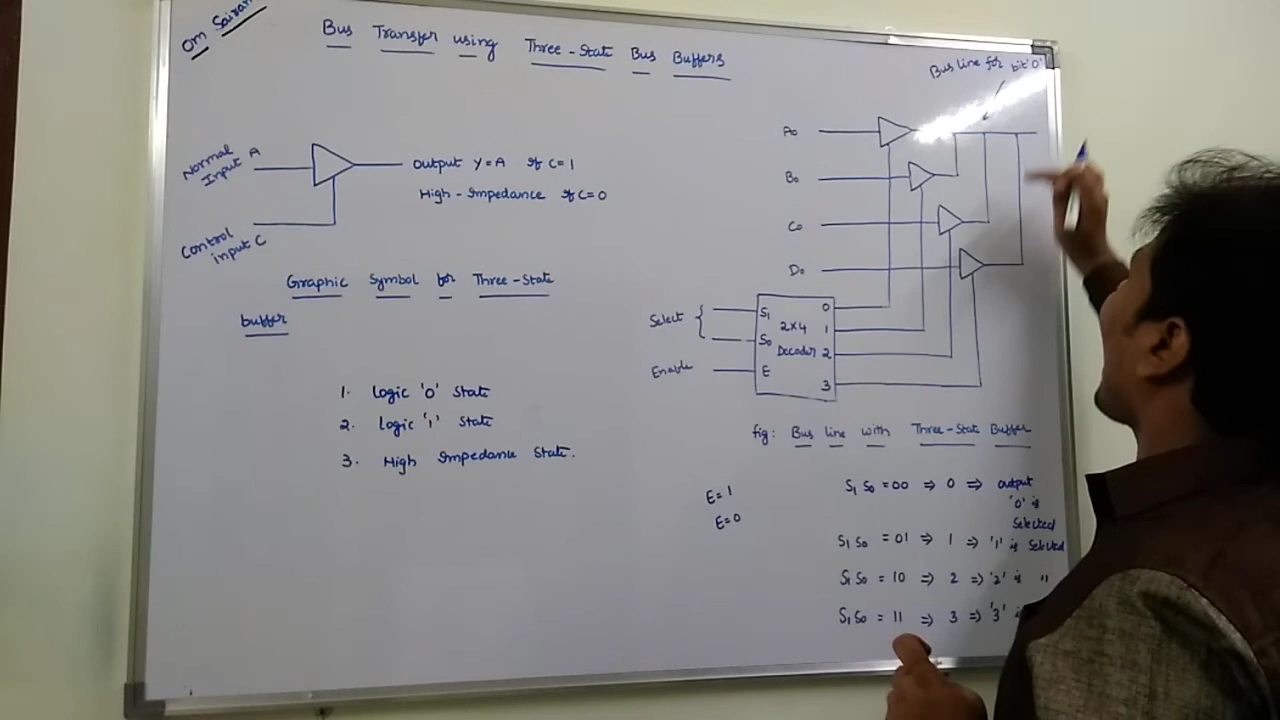 Om Sairam
Bus Transfer using Three-State Bus Buffers
Normal
Input A
Output Y=A If C=1
High-Impedance If C=0
Control
input C
Graphic Symbol for Three-State
buffer
1. Logic '0' State
2. Logic '1' State
3. High Impedance State.
Bus line for bit '0'
A0
B0
C0
D0
Select
Enable
S1
S0
E
2x4
Decoder
0
1
2
3
fig: Bus line with Three-State Buffer
E=1
E=0
S1 S0 = 00 ⇒ 0 ⇒ output
'0' is
Selected
S1 S0 = 01 ⇒ 1 ⇒ '1' is Selected
S1 S0 = 10 ⇒ 2 ⇒ '2' is "
S1 S0 = 11 ⇒ 3 ⇒ '3' is